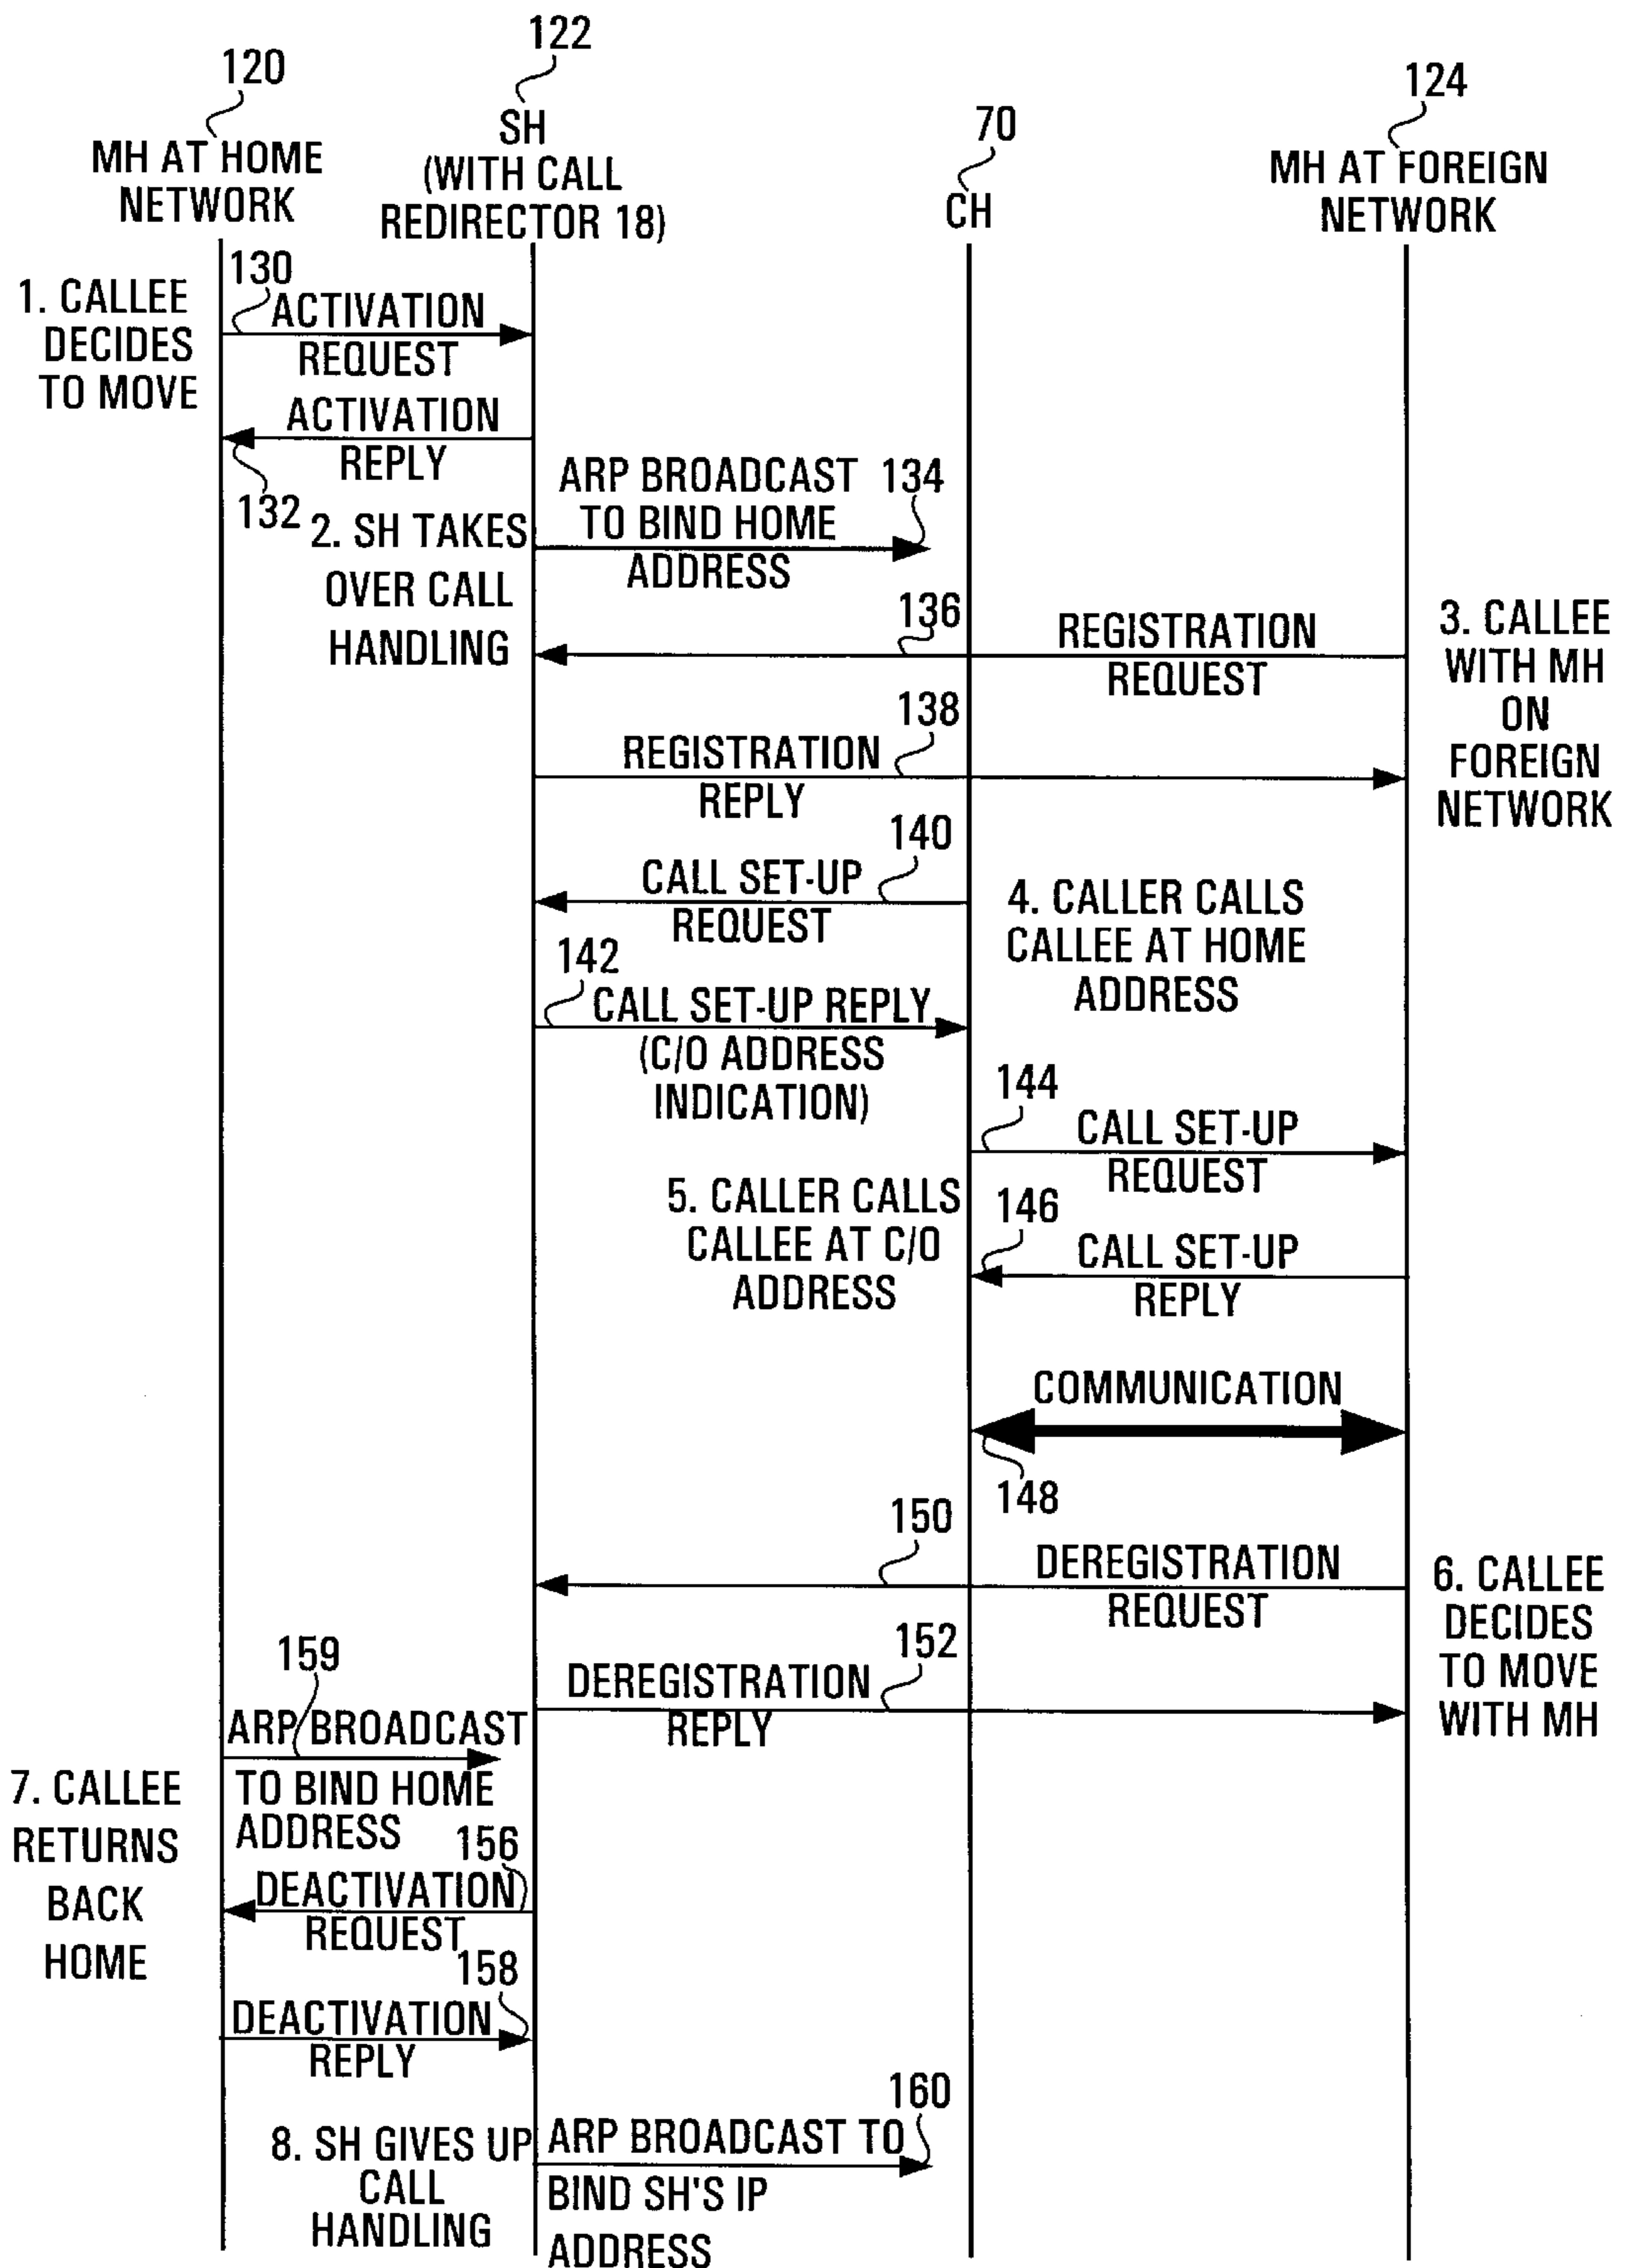 122
120
124
SH
70
MH AT HOME
NETWORK
(WITH CALL
REDIRECTOR 18)
CH
MH AT FOREIGN
NETWORK
130
1. CALLEE
DECIDES
TO MOVE
ACTIVATION
REQUEST
ACTIVATION
REPLY
132
ARP BROADCAST
TO BIND HOME
ADDRESS
134
2. SH TAKES
OVER CALL
HANDLING
136
REGISTRATION
REQUEST
3. CALLEE
WITH MH
ON
FOREIGN
NETWORK
138
REGISTRATION
REPLY
140
CALL SET-UP
REQUEST
4. CALLER CALLS
CALLEE AT HOME
ADDRESS
142
CALL SET-UP REPLY
(C/O ADDRESS
INDICATION)
144
CALL SET-UP
REQUEST
5. CALLER CALLS
CALLEE AT C/O
ADDRESS
146
CALL SET-UP
REPLY
COMMUNICATION
148
150
DEREGISTRATION
REQUEST
6. CALLEE
DECIDES
TO MOVE
WITH MH
152
DEREGISTRATION
REPLY
159
ARP BROADCAST
TO BIND HOME
ADDRESS
7. CALLEE
RETURNS
BACK
HOME
156
DEACTIVATION
REQUEST
158
DEACTIVATION
REPLY
160
8. SH GIVES UP
CALL
HANDLING
ARP BROADCAST TO
BIND SH'S IP
ADDRESS